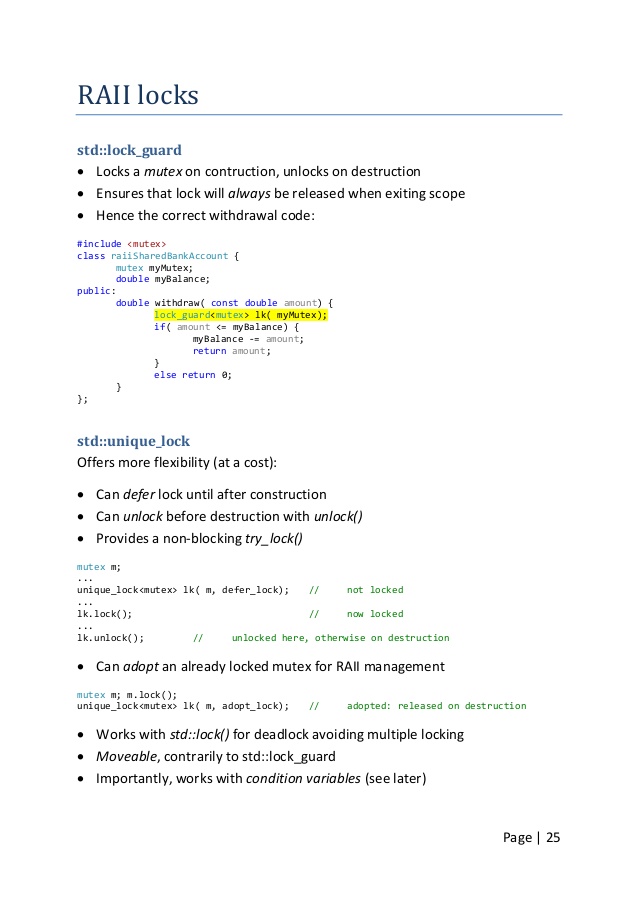 RAII locks
std::lock_guard
• Locks a mutex on contruction, unlocks on destruction
• Ensures that lock will always be released when exiting scope
• Hence the correct withdrawal code:
#include <mutex>
class raiiSharedBankAccount {
mutex myMutex;
double myBalance;
public:
double withdraw( const double amount) {
lock_guard<mutex> lk( myMutex);
if( amount <= myBalance) {
myBalance -= amount;
return amount;
}
else return 0;
}
};
std::unique_lock
Offers more flexibility (at a cost):
• Can defer lock until after construction
• Can unlock before destruction with unlock()
• Provides a non-blocking try_lock()
mutex m;
...
unique_lock<mutex> lk( m, defer_lock); // not locked
...
lk.lock(); // now locked
...
lk.unlock(); // unlocked here, otherwise on destruction
• Can adopt an already locked mutex for RAII management
mutex m; m.lock();
unique_lock<mutex> lk( m, adopt_lock); // adopted: released on destruction
• Works with std::lock() for deadlock avoiding multiple locking
• Moveable, contrarily to std::lock_guard
• Importantly, works with condition variables (see later)
Page | 25